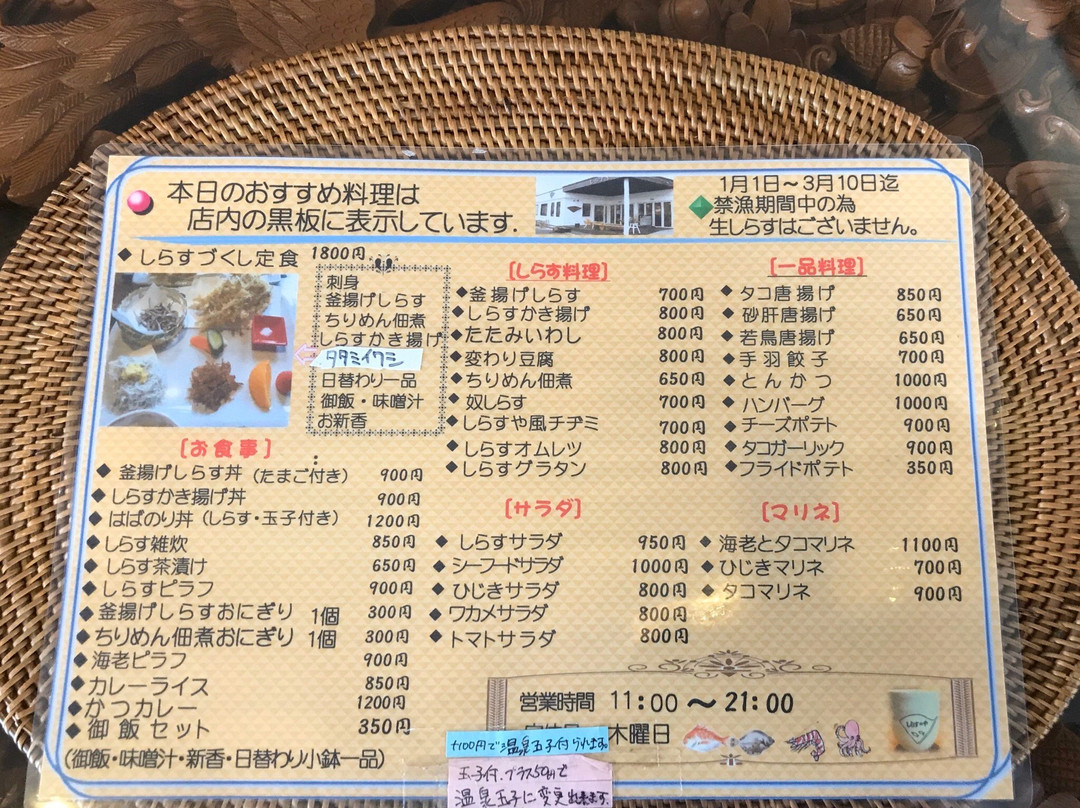 本日のおすすめ料理は
店内の黒板に表示しています.
1月1日～3月10日迄
禁漁期間中の為
生しらすはございません。
◆しらすづくし定食 1800円
刺身
釜揚げしらす
ちりめん佃煮
しらすかき揚げ
タタミイワシ
日替わり一品
御飯・味噌汁
お新香
[お食事]
◆釜揚げしらす丼（たまご付き） 900円
◆しらすかき揚げ丼 900円
◆はばのり丼（しらす・玉子付き） 1200円
◆しらす雑炊 850円
◆しらす茶漬け 650円
◆しらすピラフ 900円
◆釜揚げしらすおにぎり 1個 300円
◆ちりめん佃煮おにぎり 1個 300円
◆海老ピラフ 900円
◆カレーライス 850円
◆かつカレー 1200円
◆御飯セット 350円
（御飯・味噌汁・新香・日替わり小鉢一品）
[しらす料理]
◆釜揚げしらす 700円
◆しらすかき揚げ 800円
◆たたみいわし 800円
◆変わり豆腐 800円
◆ちりめん佃煮 650円
◆奴しらす 700円
◆しらすや風チヂミ 700円
◆しらすオムレツ 800円
◆しらすグラタン 800円
[サラダ]
◆しらすサラダ 950円
◆シーフードサラダ 1000円
◆ひじきサラダ 800円
◆ワカメサラダ 800円
◆トマトサラダ 800円
[一品料理]
◆タコ唐揚げ 850円
◆砂肝唐揚げ 650円
◆若鳥唐揚げ 650円
◆手羽餃子 700円
◆とんかつ 1000円
◆ハンバーグ 1000円
◆チーズポテト 900円
◆タコガーリック 900円
◆フライドポテト 350円
[マリネ]
◆海老とタコマリネ 1100円
◆ひじきマリネ 700円
◆タコマリネ 900円
営業時間 11:00～21:00
木曜日
+100円で温泉玉子付けられます。
玉子付、プラス50円で
温泉玉子に変更出来ます。